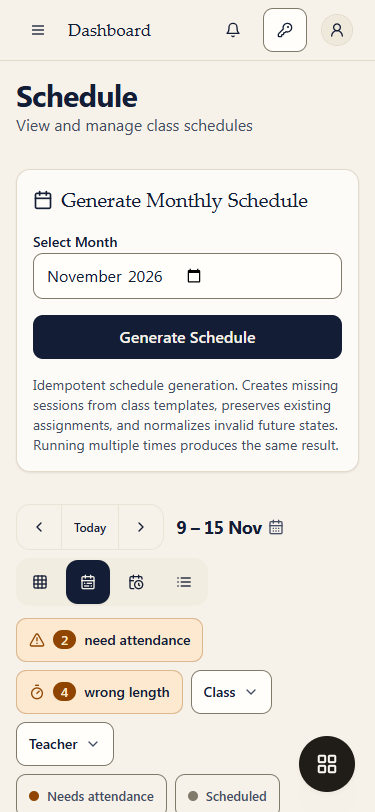 Dashboard
Schedule
View and manage class schedules
Generate Monthly Schedule
Select Month
November 2026
Generate Schedule
Idempotent schedule generation. Creates missing
sessions from class templates, preserves existing
assignments, and normalizes invalid future states.
Running multiple times produces the same result.
Today
9 – 15 Nov
2 need attendance
4 wrong length
Class
Teacher
Needs attendance
Scheduled